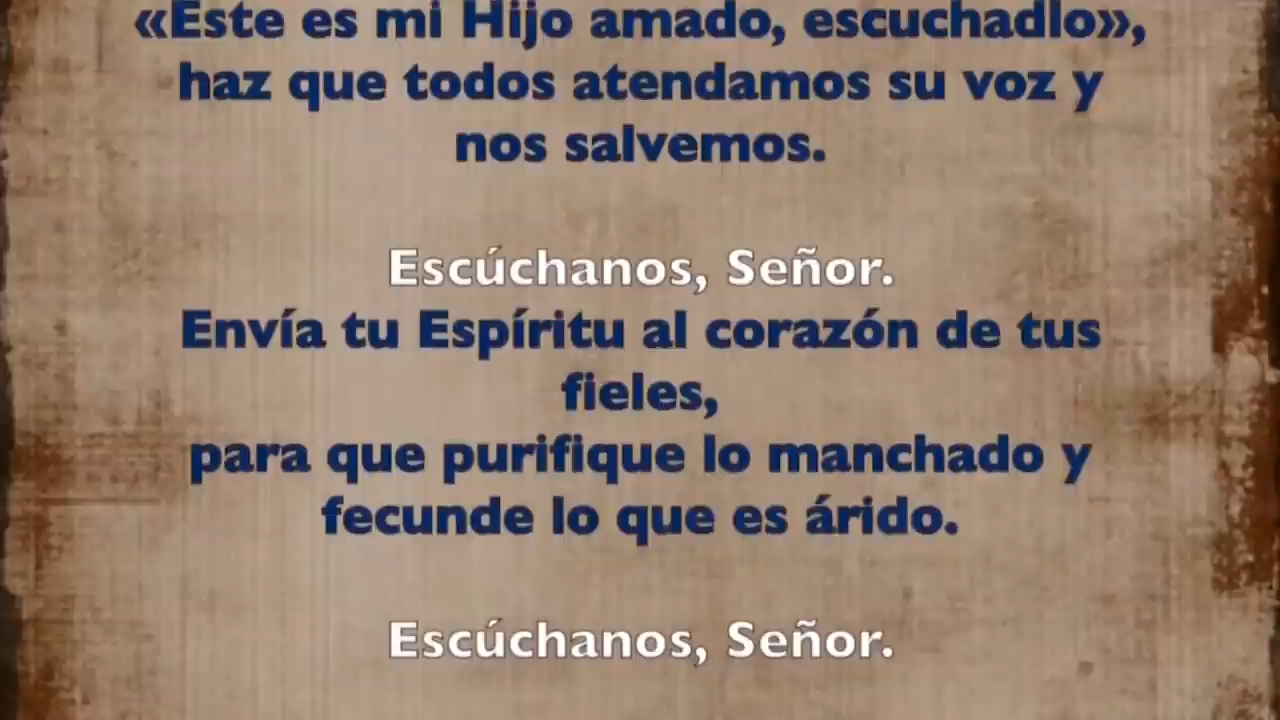 «Este es mi Hijo amado, escuchadlo»,
haz que todos atendamos su voz y
nos salvemos.
Escúchanos, Señor.
Envía tu Espíritu al corazón de tus
fieles,
para que purifique lo manchado y
fecunde lo que es árido.
Escúchanos, Señor.